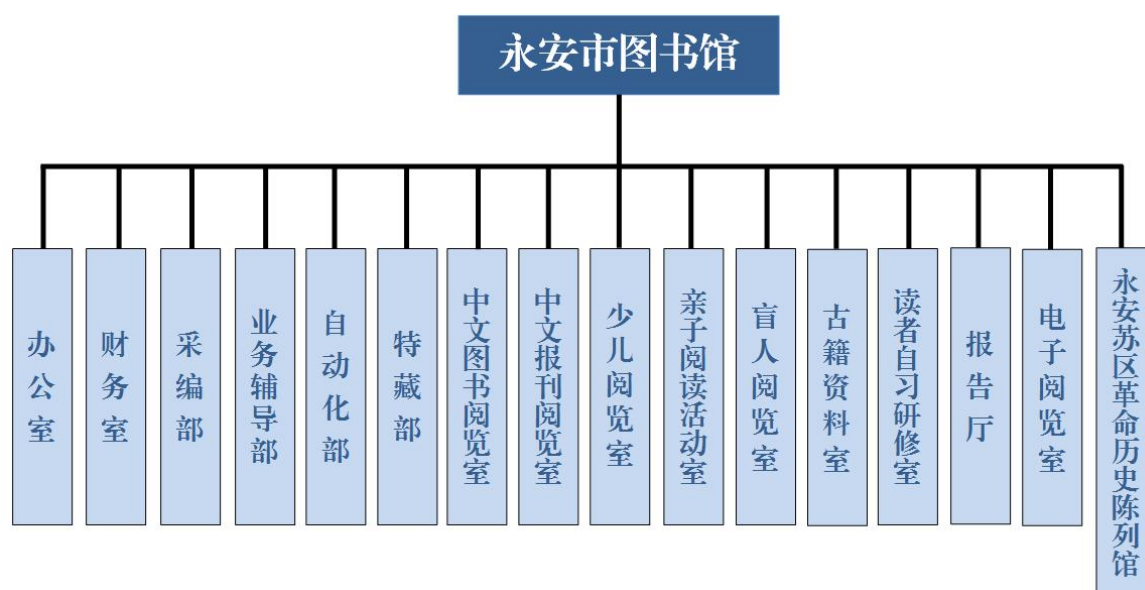 永安市图书馆
办公室
财务室
采编部
业务辅导部
自动化部
特藏部
中文图书阅览室
中文报刊阅览室
少儿阅览室
亲子阅读活动室
盲人阅览室
古籍资料室
读者自习研修室
报告厅
电子阅览室
永安苏区革命历史陈列馆